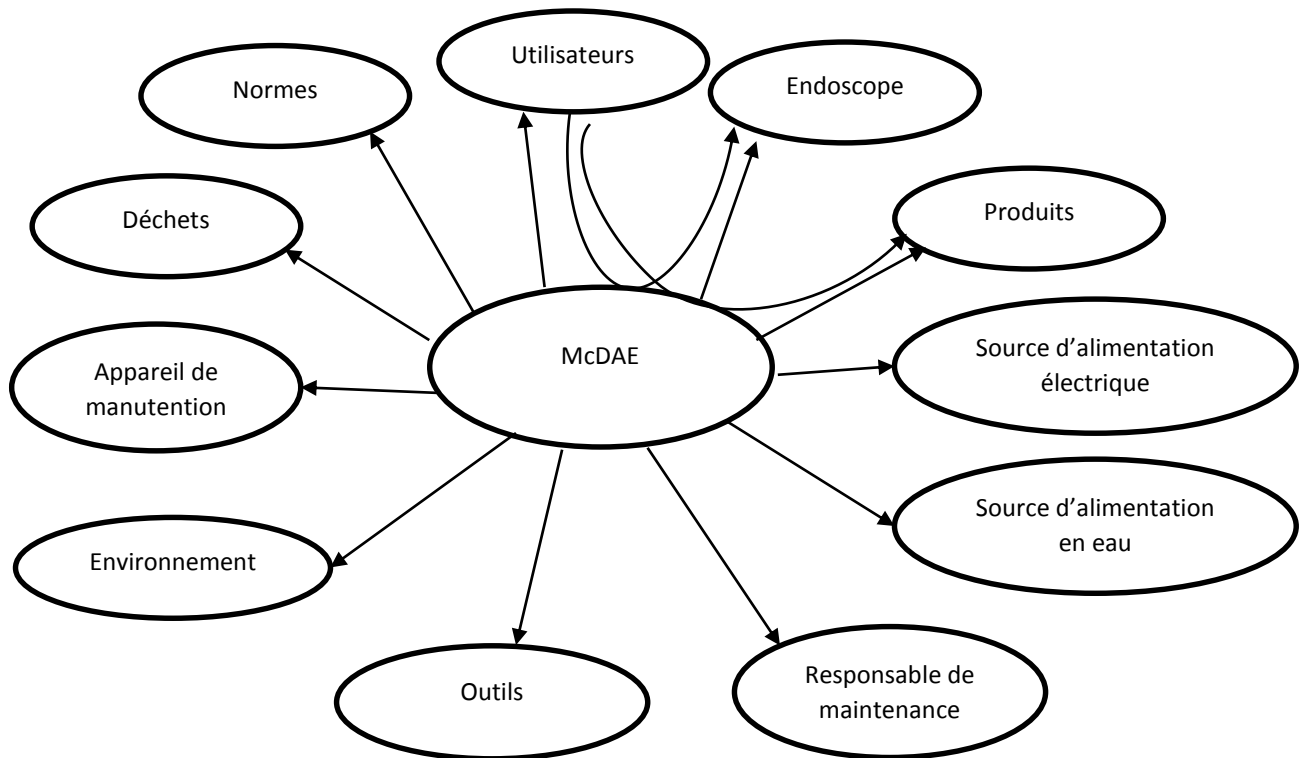 Utilisateurs
Normes
Endoscope
Déchets
Produits
McDAE
Source d’alimentation
électrique
Appareil de
manutention
Source d’alimentation
en eau
Environnement
Outils
Responsable de
maintenance